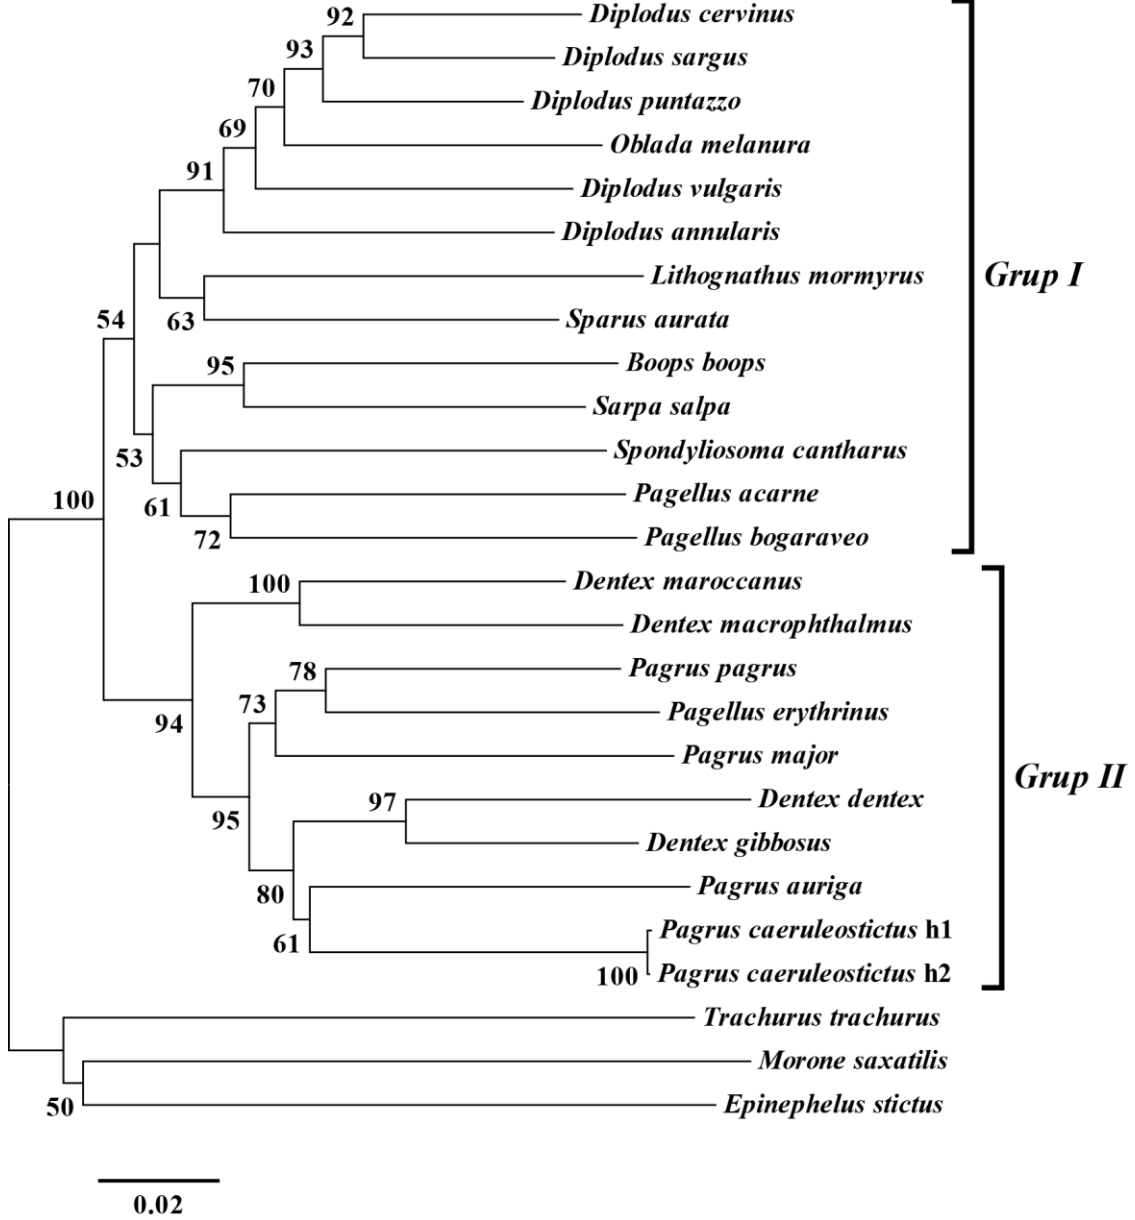 92
Diplodus cervinus
93
Diplodus sargus
70
Diplodus puntazzo
69
Oblada melanura
91
Diplodus vulgaris
Diplodus annularis
Lithognathus mormyrus
Grup I
54
63
Sparus aurata
95
Boops boops
Sarpa salpa
53
Spondyliosoma cantharus
100
61
Pagellus acarne
72
Pagellus bogaraveo
100
Dentex maroccanus
Dentex macrophthalmus
78
Pagrus pagrus
94
73
Pagellus erythrinus
Pagrus major
Grup II
95
97
Dentex dentex
Dentex gibbosus
80
Pagrus auriga
61
Pagrus caeruleostictus h1
100
Pagrus caeruleostictus h2
Trachurus trachurus
Morone saxatilis
50
Epinephelus stictus
0.02